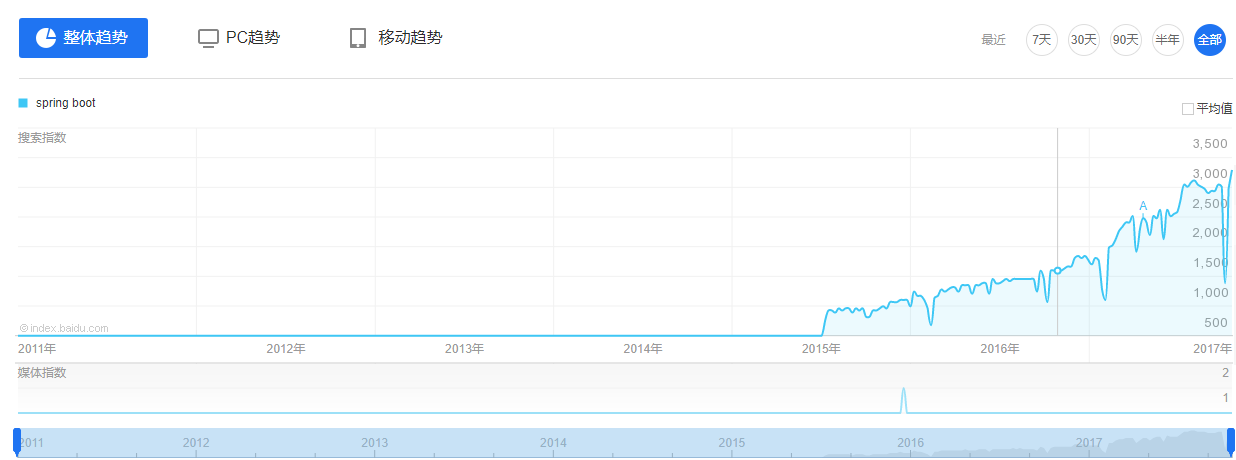 整体趋势 PC趋势 移动趋势 最近 7天 30天 90天 半年 全部
spring boot
平均值
搜索指数
3,500
3,000
2,500
A
2,000
1,500
1,000
500
©index.baidu.com
2011年 2012年 2013年 2014年 2015年 2016年 2017年
媒体指数 2
1
2011 2012 2013 2014 2015 2016 2017